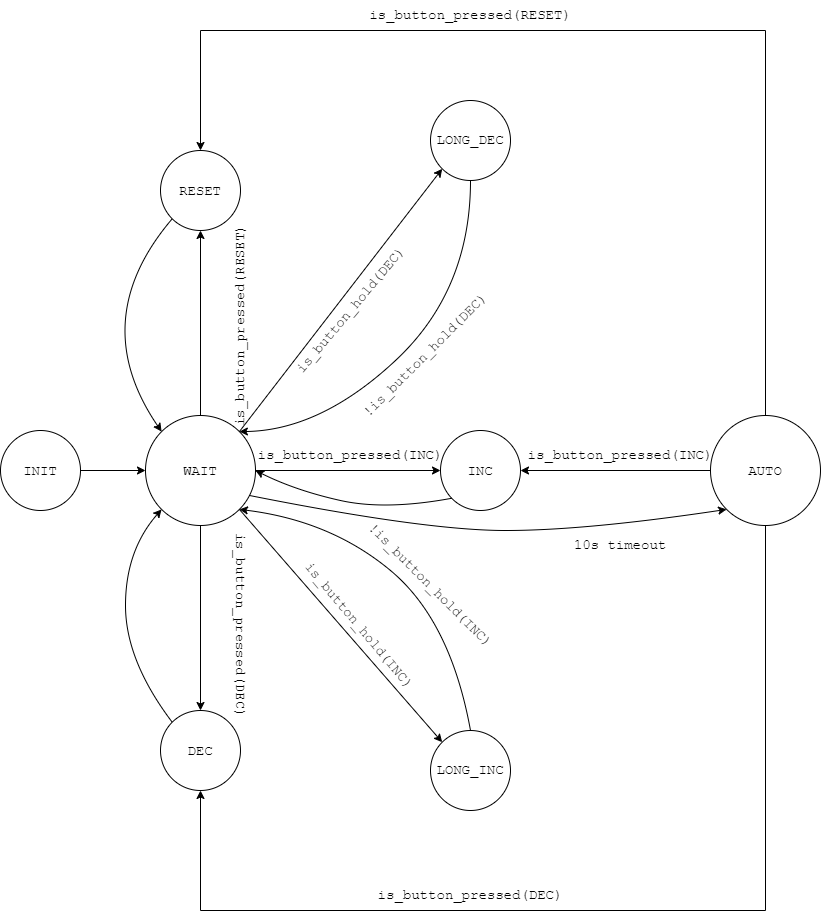 is_button_pressed(RESET)
LONG_DEC
RESET
is_button_pressed(RESET)
is_button_hold(DEC)
!is_button_hold(DEC)
is_button_pressed(INC)
is_button_pressed(INC)
INIT
WAIT
INC
AUTO
10s timeout
is_button_pressed(DEC)
!is_button_hold(INC)
is_button_hold(INC)
DEC
LONG_INC
is_button_pressed(DEC)